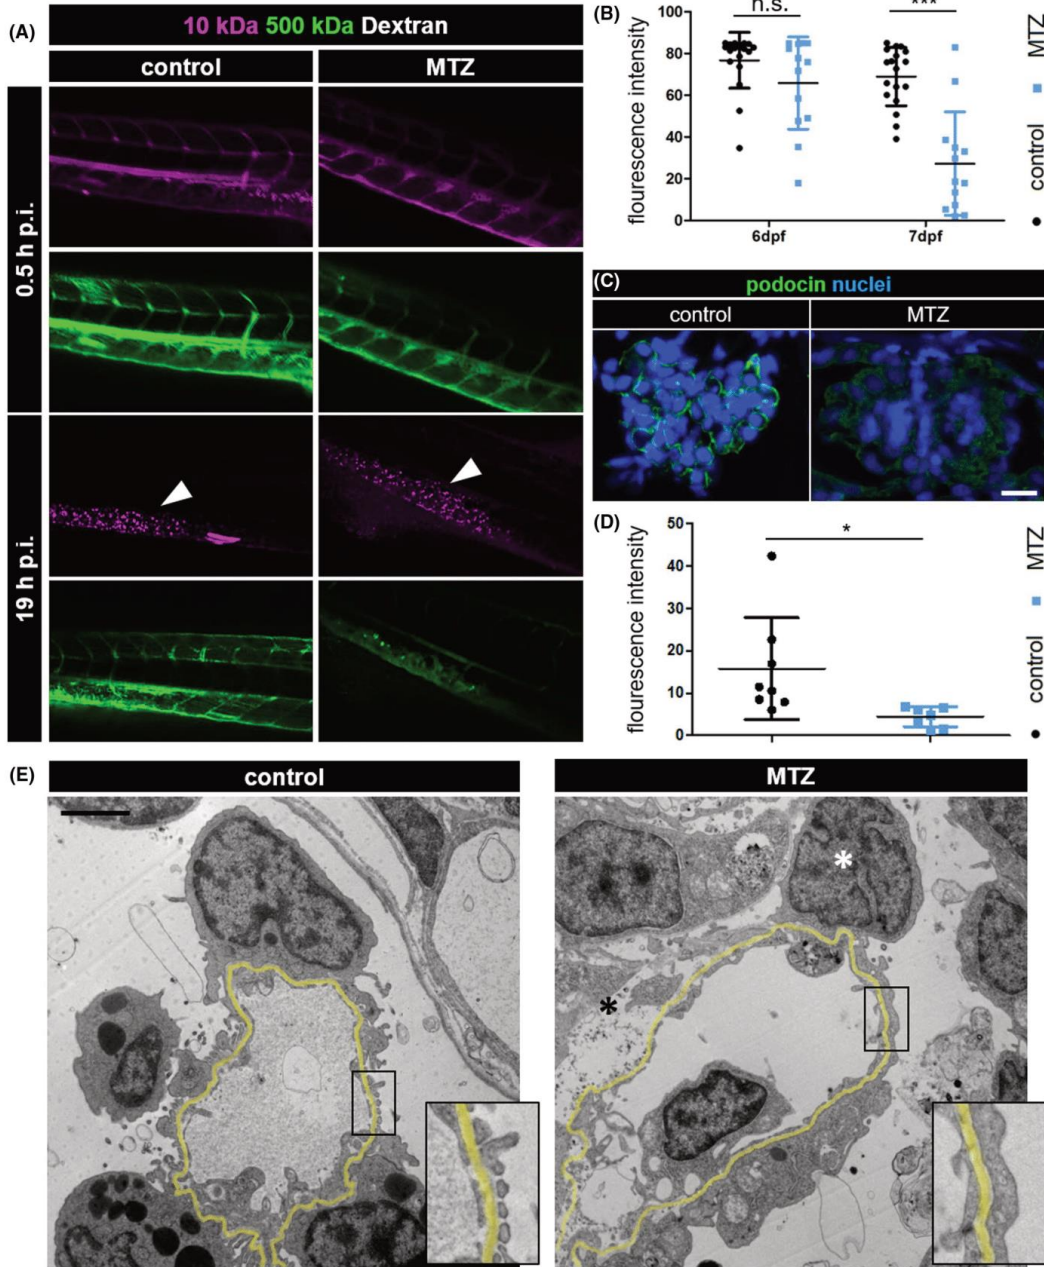 (A)
10 kDa 500 kDa Dextran
control MTZ
0.5 h p.i.
19 h p.i.
(B)
flourescence intensity
100
80
60
40
20
0
n.s. ***
6dpf 7dpf
control MTZ
(C)
podocin nuclei
control MTZ
(D)
flourescence intensity
50
40
30
20
10
0
*
control MTZ
(E)
control MTZ
*
*